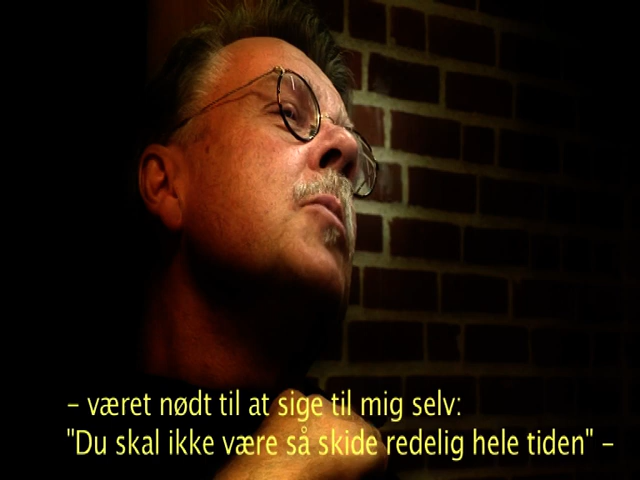 – været nødt til at sige til mig selv:
"Du skal ikke være så skide redelig hele tiden" –